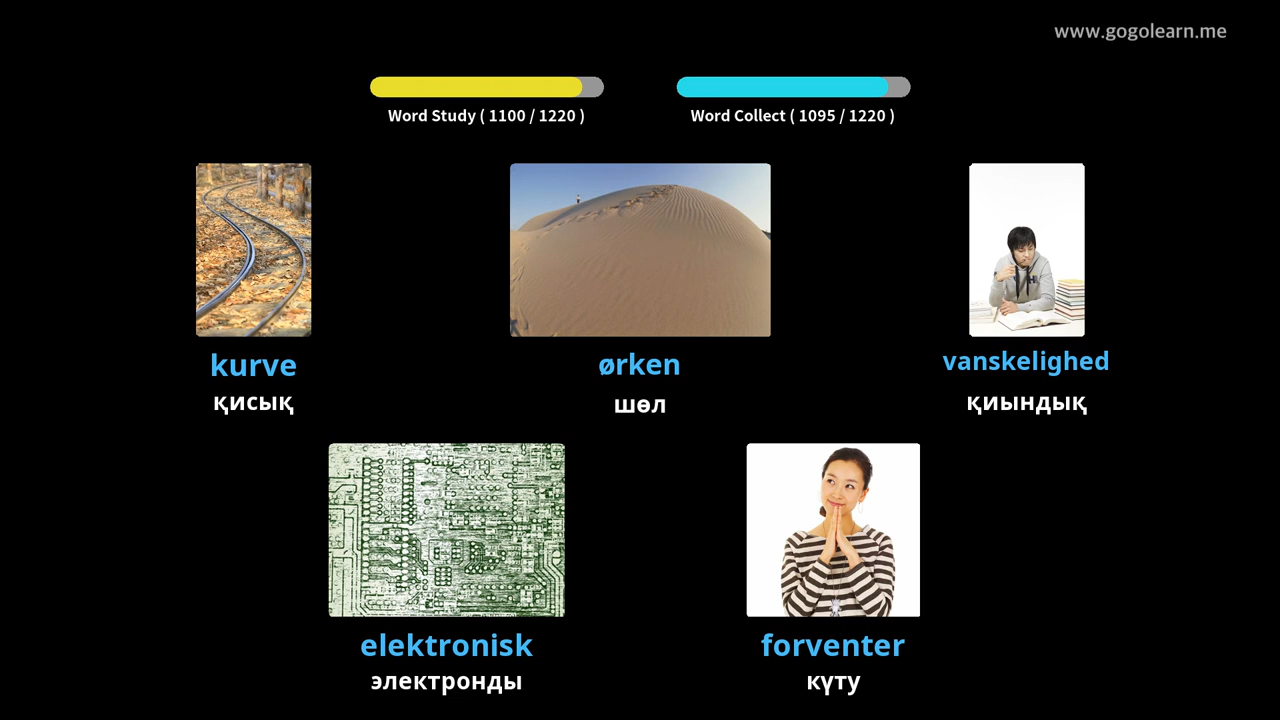 www.gogolearn.me
Word Study ( 1100 / 1220 )
Word Collect ( 1095 / 1220 )
kurve
қисық
ørken
шөл
vanskelighed
қиындық
elektronisk
электронды
forventer
күту